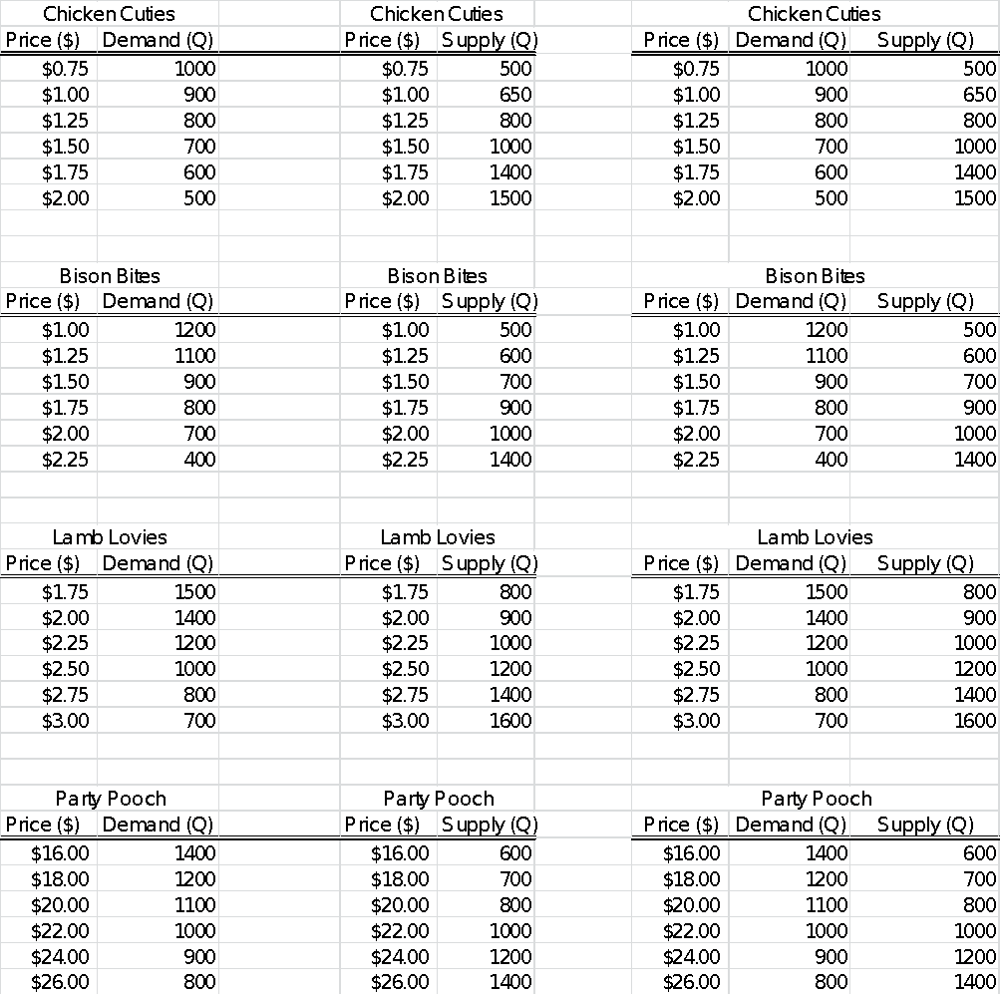 Chicken Cuties Chicken Cuties Chicken Cuties
Price ($) Demand (Q) Price ($) Supply (Q) Price ($) Demand (Q) Supply (Q)
$0.75 1000 $0.75 500 $0.75 1000 500
$1.00 900 $1.00 650 $1.00 900 650
$1.25 800 $1.25 800 $1.25 800 800
$1.50 700 $1.50 1000 $1.50 700 1000
$1.75 600 $1.75 1400 $1.75 600 1400
$2.00 500 $2.00 1500 $2.00 500 1500
Bison Bites Bison Bites Bison Bites
Price ($) Demand (Q) Price ($) Supply (Q) Price ($) Demand (Q) Supply (Q)
$1.00 1200 $1.00 500 $1.00 1200 500
$1.25 1100 $1.25 600 $1.25 1100 600
$1.50 900 $1.50 700 $1.50 900 700
$1.75 800 $1.75 900 $1.75 800 900
$2.00 700 $2.00 1000 $2.00 700 1000
$2.25 400 $2.25 1400 $2.25 400 1400
Lamb Lovies Lamb Lovies Lamb Lovies
Price ($) Demand (Q) Price ($) Supply (Q) Price ($) Demand (Q) Supply (Q)
$1.75 1500 $1.75 800 $1.75 1500 800
$2.00 1400 $2.00 900 $2.00 1400 900
$2.25 1200 $2.25 1000 $2.25 1200 1000
$2.50 1000 $2.50 1200 $2.50 1000 1200
$2.75 800 $2.75 1400 $2.75 800 1400
$3.00 700 $3.00 1600 $3.00 700 1600
Party Pooch Party Pooch Party Pooch
Price ($) Demand (Q) Price ($) Supply (Q) Price ($) Demand (Q) Supply (Q)
$16.00 1400 $16.00 600 $16.00 1400 600
$18.00 1200 $18.00 700 $18.00 1200 700
$20.00 1100 $20.00 800 $20.00 1100 800
$22.00 1000 $22.00 1000 $22.00 1000 1000
$24.00 900 $24.00 1200 $24.00 900 1200
$26.00 800 $26.00 1400 $26.00 800 1400